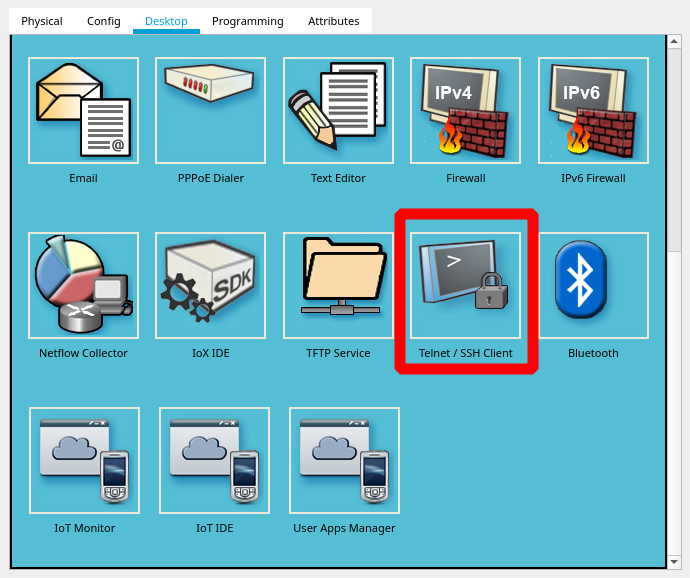 Physical Config Desktop Programming Attributes
@
IPv4
IPv6
Email PPPoE Dialer Text Editor Firewall IPv6 Firewall
SDK
>
Netflow Collector IoX IDE TFTP Service Telnet / SSH Client Bluetooth
IoT Monitor IoT IDE User Apps Manager